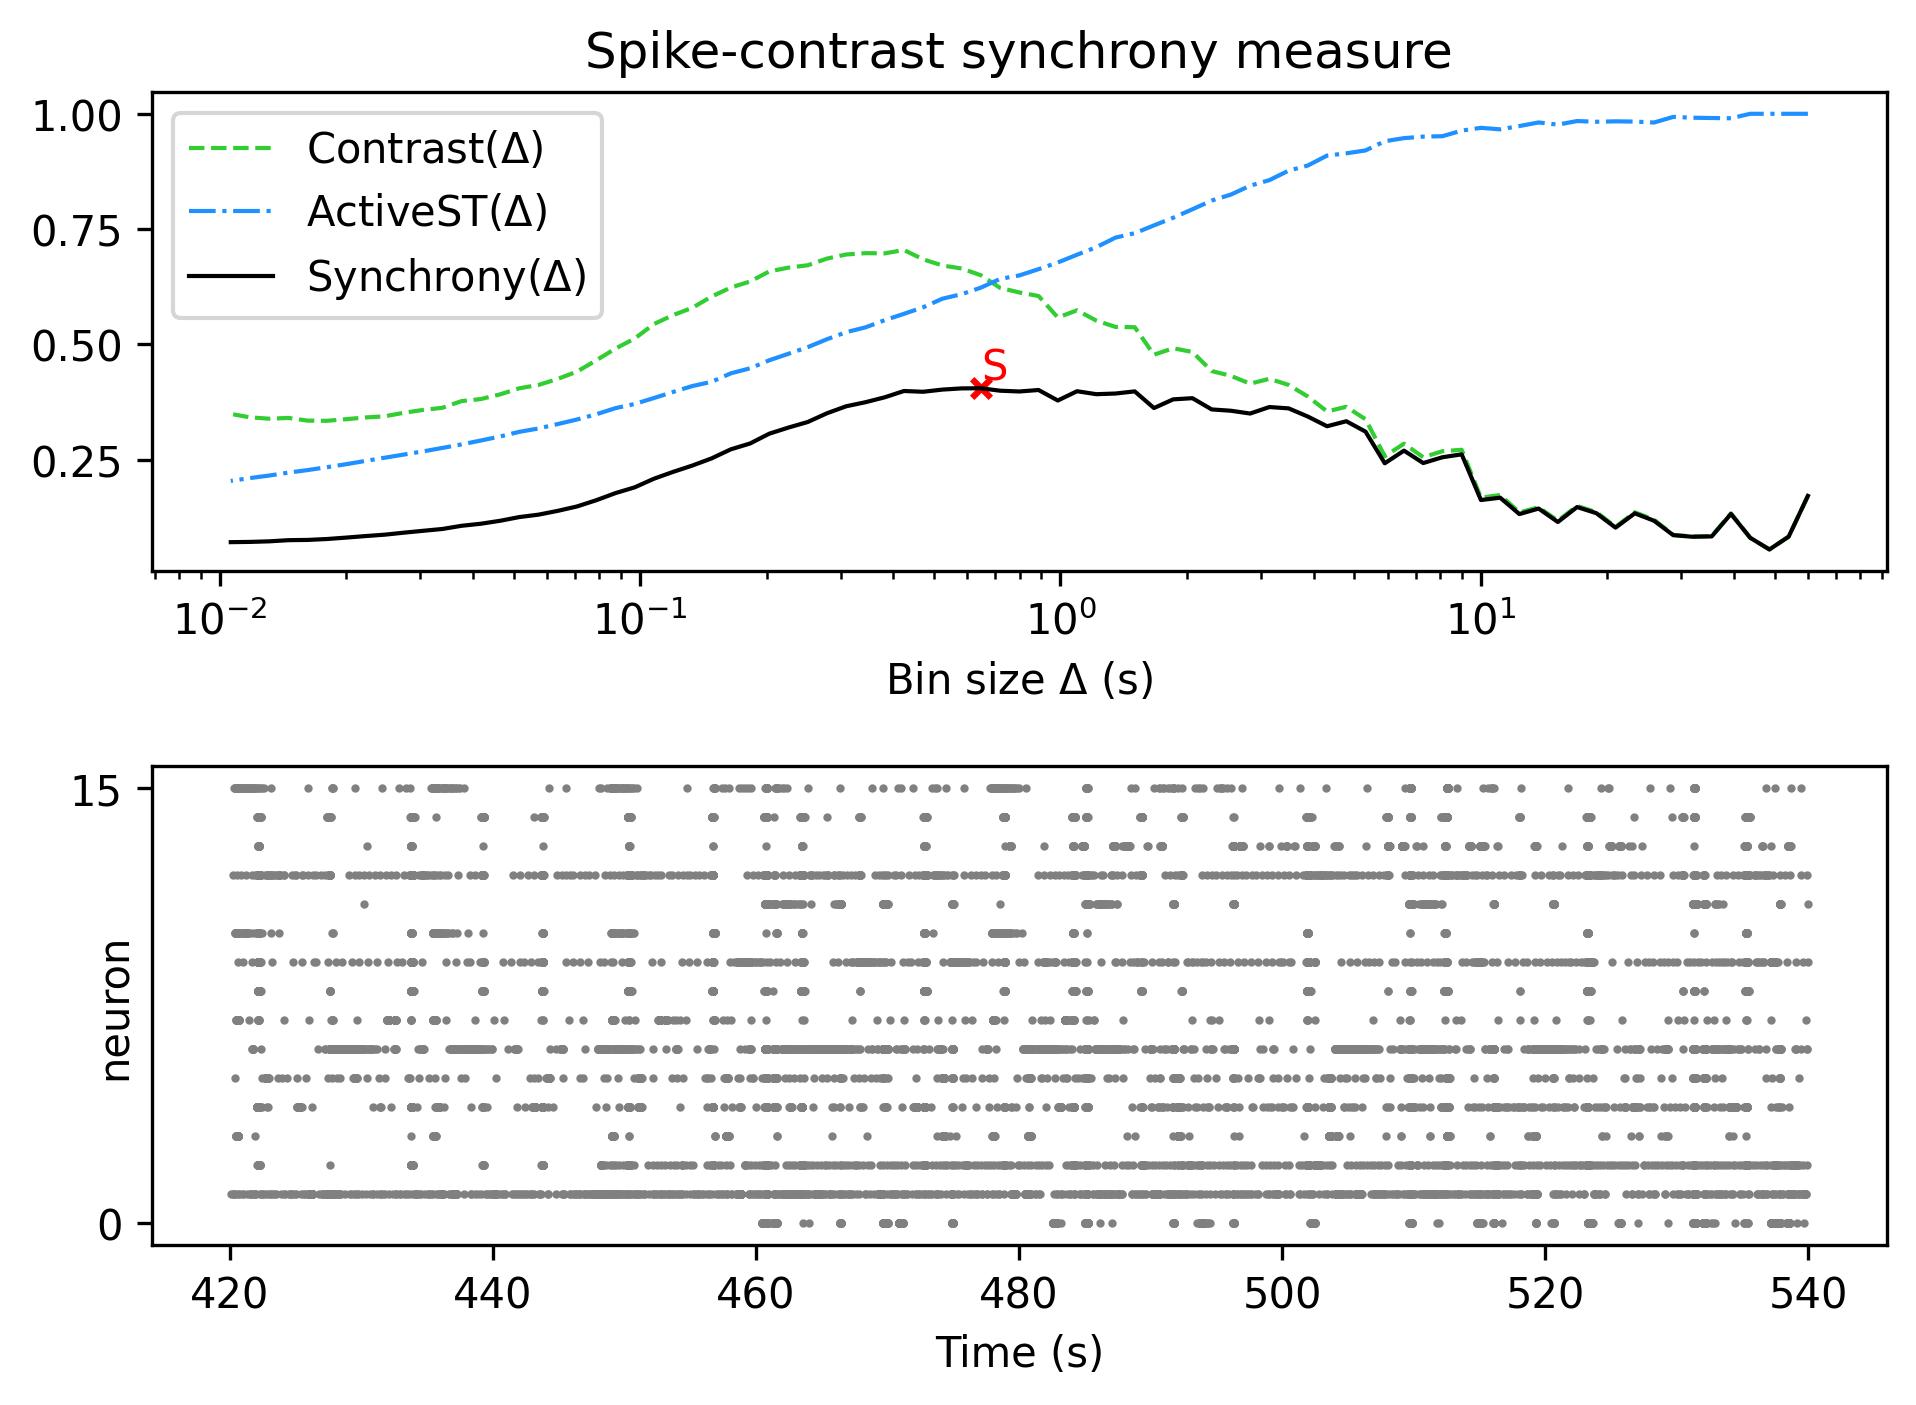 Spike-contrast synchrony measure
1.00
0.75
0.50
0.25
Contrast(Δ)
ActiveST(Δ)
Synchrony(Δ)
S
10⁻² 10⁻¹ 10⁰ 10¹
Bin size Δ (s)
15
neuron
0
420 440 460 480 500 520 540
Time (s)